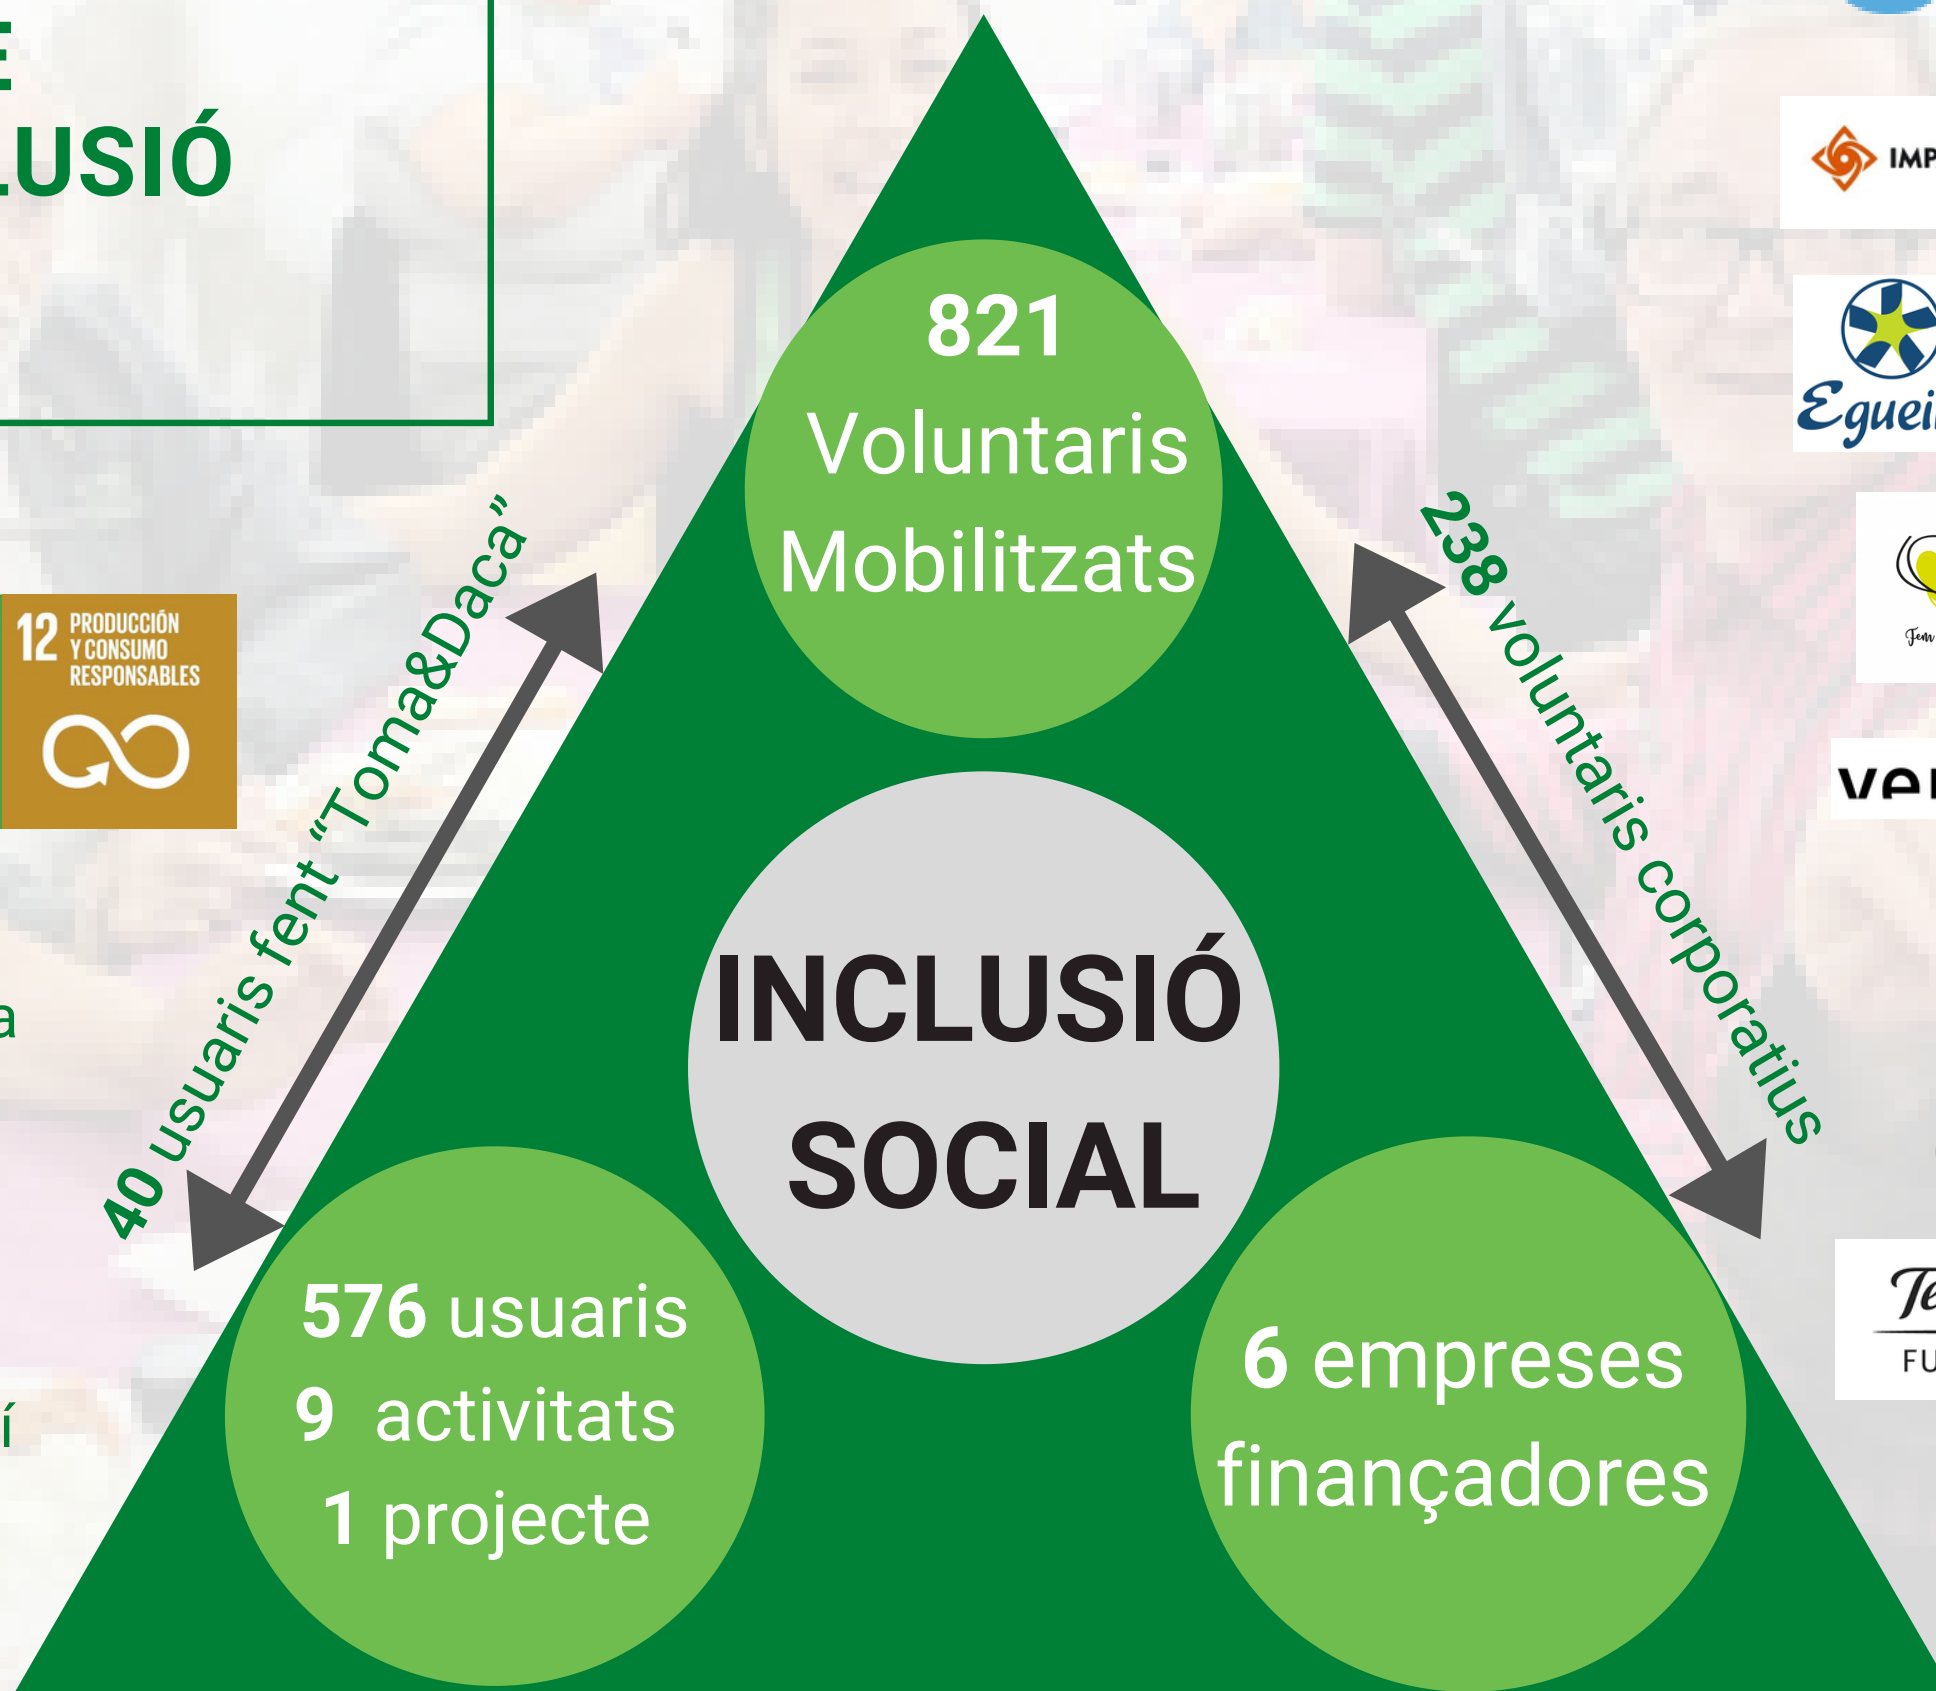 821
Voluntaris
Mobilitzats
12 PRODUCCIÓN
Y CONSUMO
RESPONSABLES
40 usuaris fent “Toma&Daca”
238 voluntaris corporatius
INCLUSIÓ
SOCIAL
576 usuaris
9 activitats
1 projecte
6 empreses
finançadores
Fem